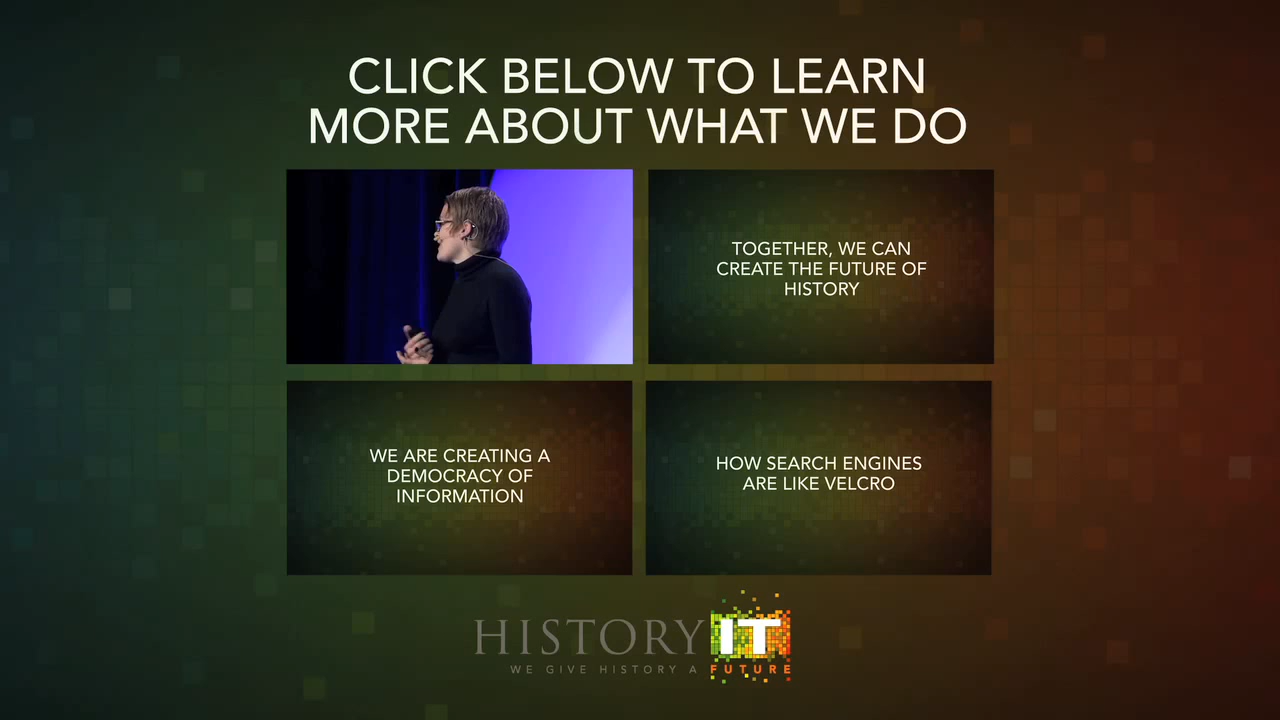 CLICK BELOW TO LEARN
MORE ABOUT WHAT WE DO
TOGETHER, WE CAN
CREATE THE FUTURE OF
HISTORY
WE ARE CREATING A
DEMOCRACY OF
INFORMATION
HOW SEARCH ENGINES
ARE LIKE VELCRO
HISTORY IT
WE GIVE HISTORY A FUTURE